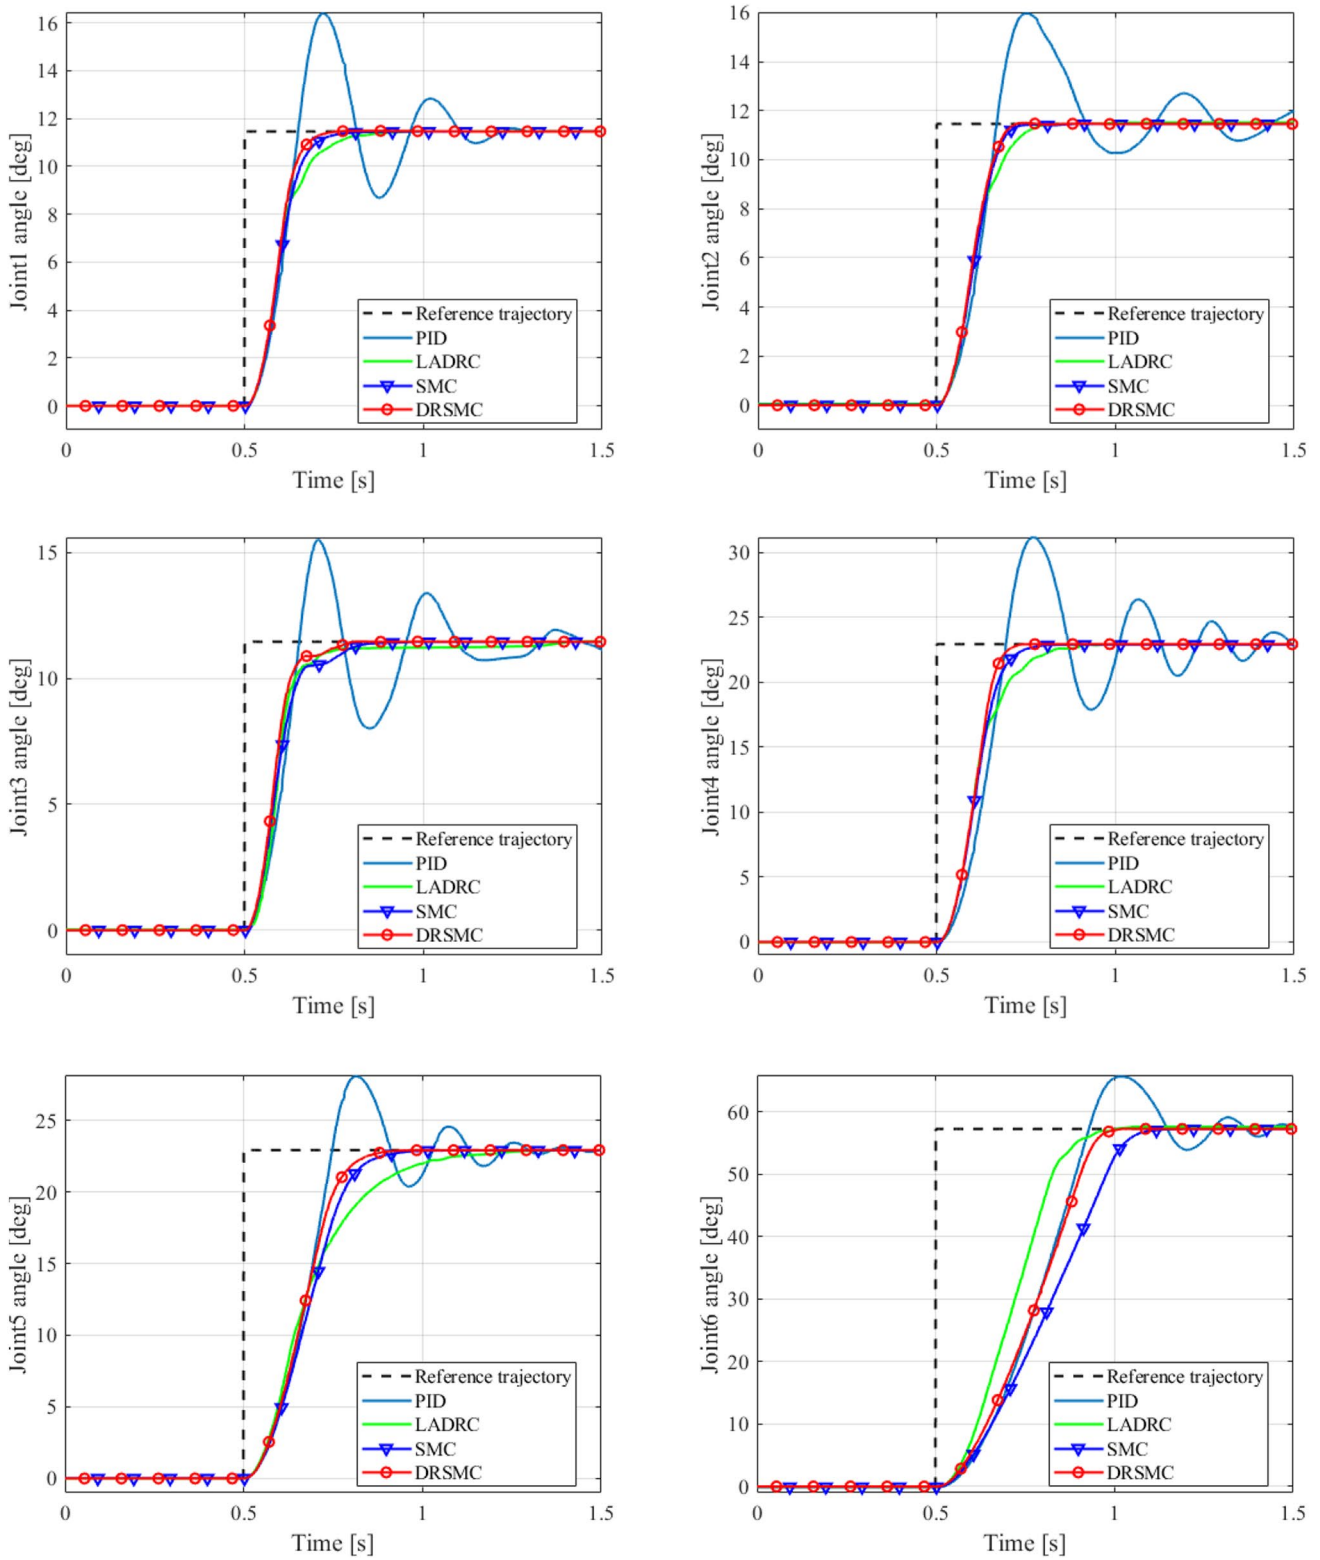 16
14
12
10
8
6
4
2
0
Joint1 angle [deg]
Reference trajectory
PID
LADRC
SMC
DRSMC
0 0.5 1 1.5
Time [s]
16
14
12
10
8
6
4
2
0
Joint2 angle [deg]
Reference trajectory
PID
LADRC
SMC
DRSMC
0 0.5 1 1.5
Time [s]
15
10
5
0
Joint3 angle [deg]
Reference trajectory
PID
LADRC
SMC
DRSMC
0 0.5 1 1.5
Time [s]
30
25
20
15
10
5
0
Joint4 angle [deg]
Reference trajectory
PID
LADRC
SMC
DRSMC
0 0.5 1 1.5
Time [s]
25
20
15
10
5
0
Joint5 angle [deg]
Reference trajectory
PID
LADRC
SMC
DRSMC
0 0.5 1 1.5
Time [s]
60
50
40
30
20
10
0
Joint6 angle [deg]
Reference trajectory
PID
LADRC
SMC
DRSMC
0 0.5 1 1.5
Time [s]